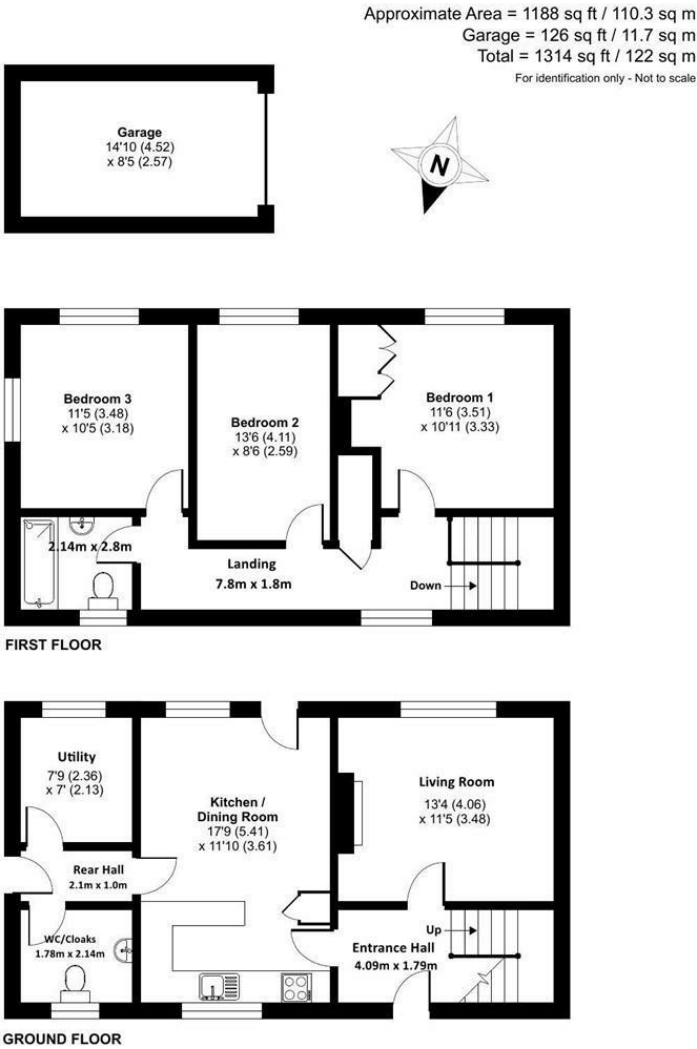 Approximate Area = 1188 sq ft / 110.3 sq m
Garage = 126 sq ft / 11.7 sq m
Total = 1314 sq ft / 122 sq m
For identification only - Not to scale
Garage
14'10 (4.52)
x 8'5 (2.57)
N
Bedroom 3
11'5 (3.48)
x 10'5 (3.18)
Bedroom 2
13'6 (4.11)
x 8'6 (2.59)
Bedroom 1
11'6 (3.51)
x 10'11 (3.33)
2.14m x 2.8m
Landing
7.8m x 1.8m
Down
FIRST FLOOR
Utility
7'9 (2.36)
x 7' (2.13)
Kitchen /
Dining Room
17'9 (5.41)
x 11'10 (3.61)
Living Room
13'4 (4.06)
x 11'5 (3.48)
Rear Hall
2.1m x 1.0m
WC/Cloaks
1.78m x 2.14m
Up
Entrance Hall
4.09m x 1.79m
GROUND FLOOR